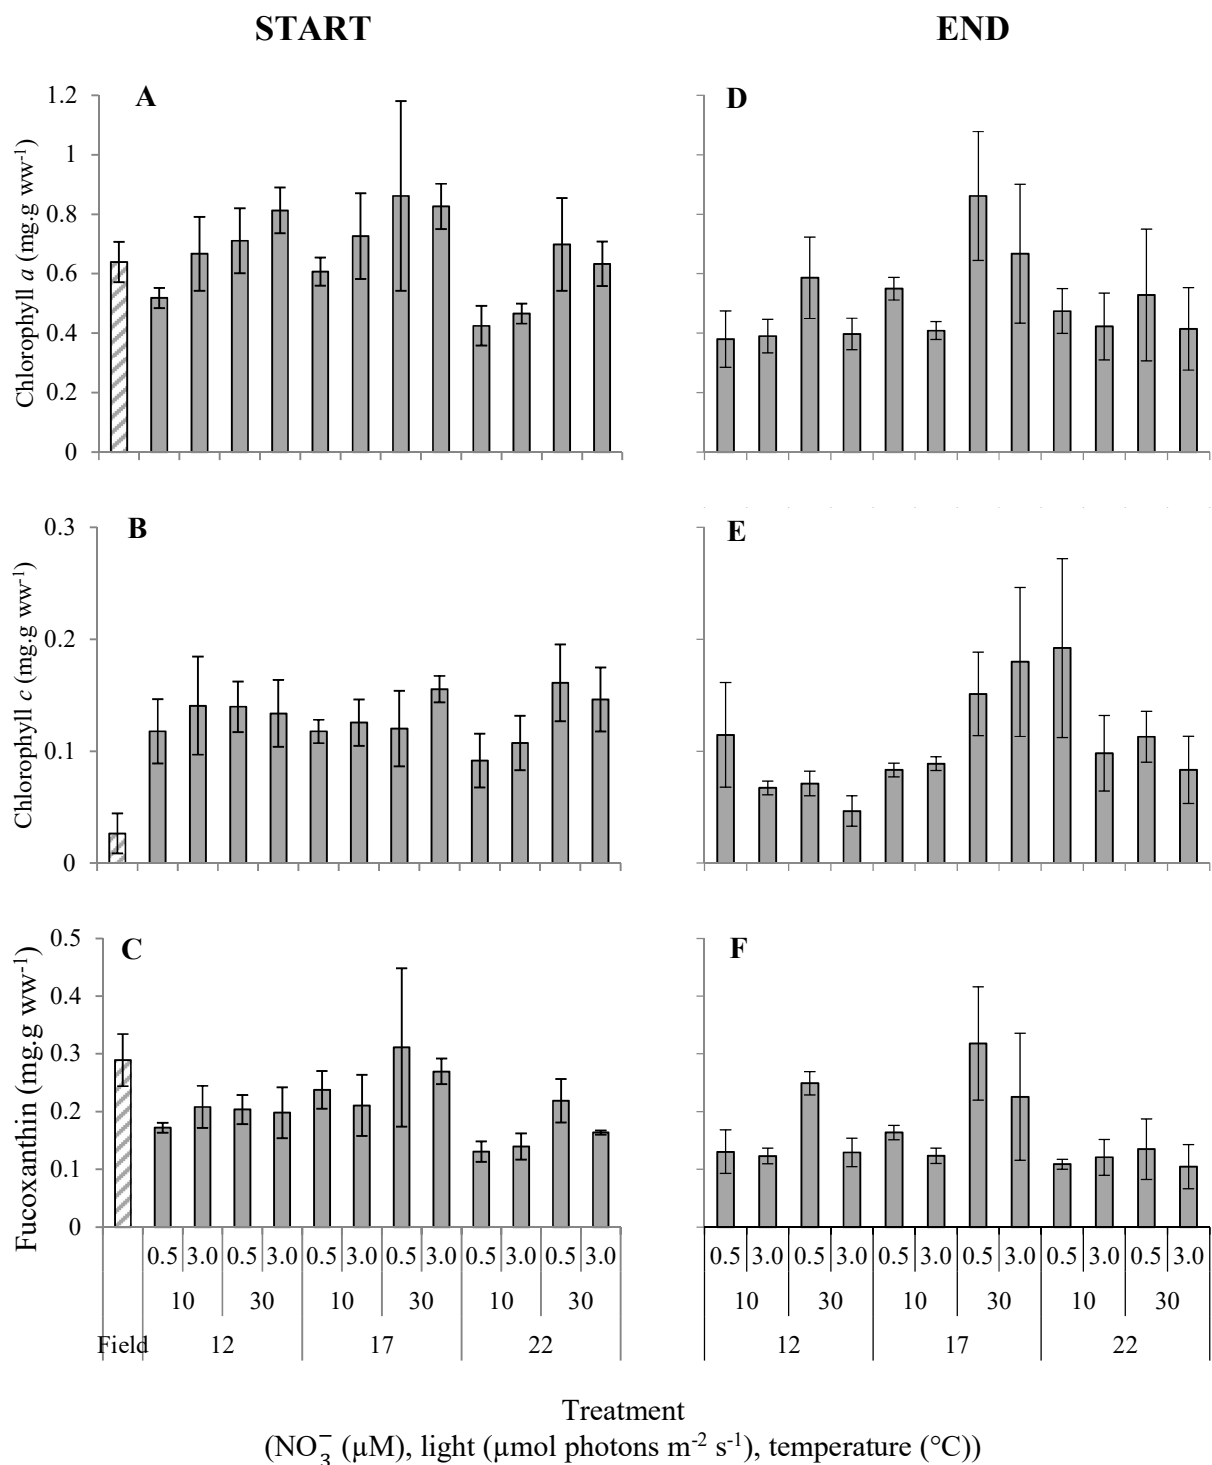 START
END
A
Chlorophyll a (mg.g ww-1)
1.2
1
0.8
0.6
0.4
0.2
0
D
B
Chlorophyll c (mg.g ww-1)
0.3
0.2
0.1
0
E
C
Fucoxanthin (mg.g ww-1)
0.5
0.4
0.3
0.2
0.1
0
F
0.5 3.0 0.5 3.0 0.5 3.0 0.5 3.0 0.5 3.0 0.5 3.0
10 30 10 30 10 30
Field 12 17 22
0.5 3.0 0.5 3.0 0.5 3.0 0.5 3.0 0.5 3.0 0.5 3.0
10 30 10 30 10 30
12 17 22
Treatment
(NO3− (µM), light (µmol photons m-2 s-1), temperature (°C))